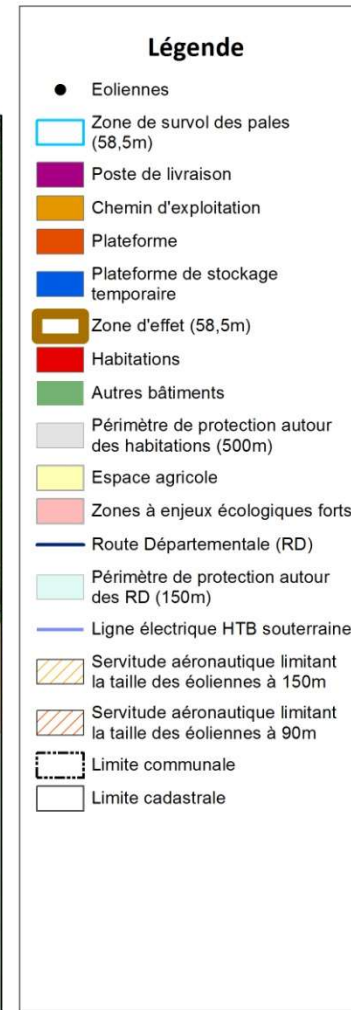 Légende
Eoliennes
Zone de survol des pales
(58,5m)
Poste de livraison
Chemin d'exploitation
Plateforme
Plateforme de stockage
temporaire
Zone d'effet (58,5m)
Habitations
Autres bâtiments
Périmètre de protection autour
des habitations (500m)
Espace agricole
Zones à enjeux écologiques forts
Route Départementale (RD)
Périmètre de protection autour
des RD (150m)
Ligne électrique HTB souterraine
Servitude aéronautique limitant
la taille des éoliennes à 150m
Servitude aéronautique limitant
la taille des éoliennes à 90m
Limite communale
Limite cadastrale